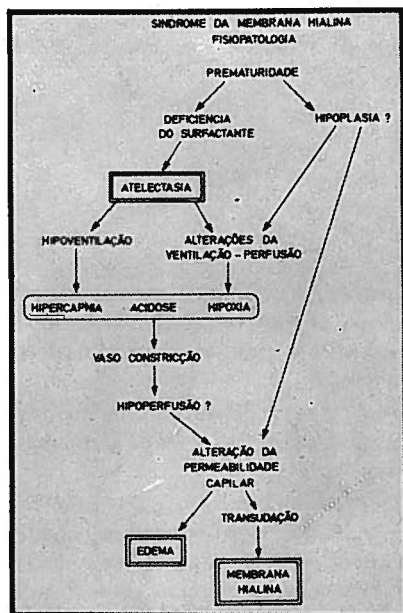 SINDROME DA MEMBRANA HIALINA
FISIOPATOLOGIA
PREMATURIDADE
DEFICIENCIA
DO SURFACTANTE
HIPOPLASIA ?
ATELECTASIA
HIPOVENTILAÇÃO
ALTERAÇÕES DA
VENTILAÇÃO - PERFUSÃO
HIPERCAPNIA ACIDOSE HIPOXIA
VASO CONSTRICÇÃO
HIPOPERFUSÃO ?
ALTERAÇÃO DA
PERMEABILIDADE
CAPILAR
TRANSUDAÇÃO
EDEMA
MEMBRANA
HIALINA